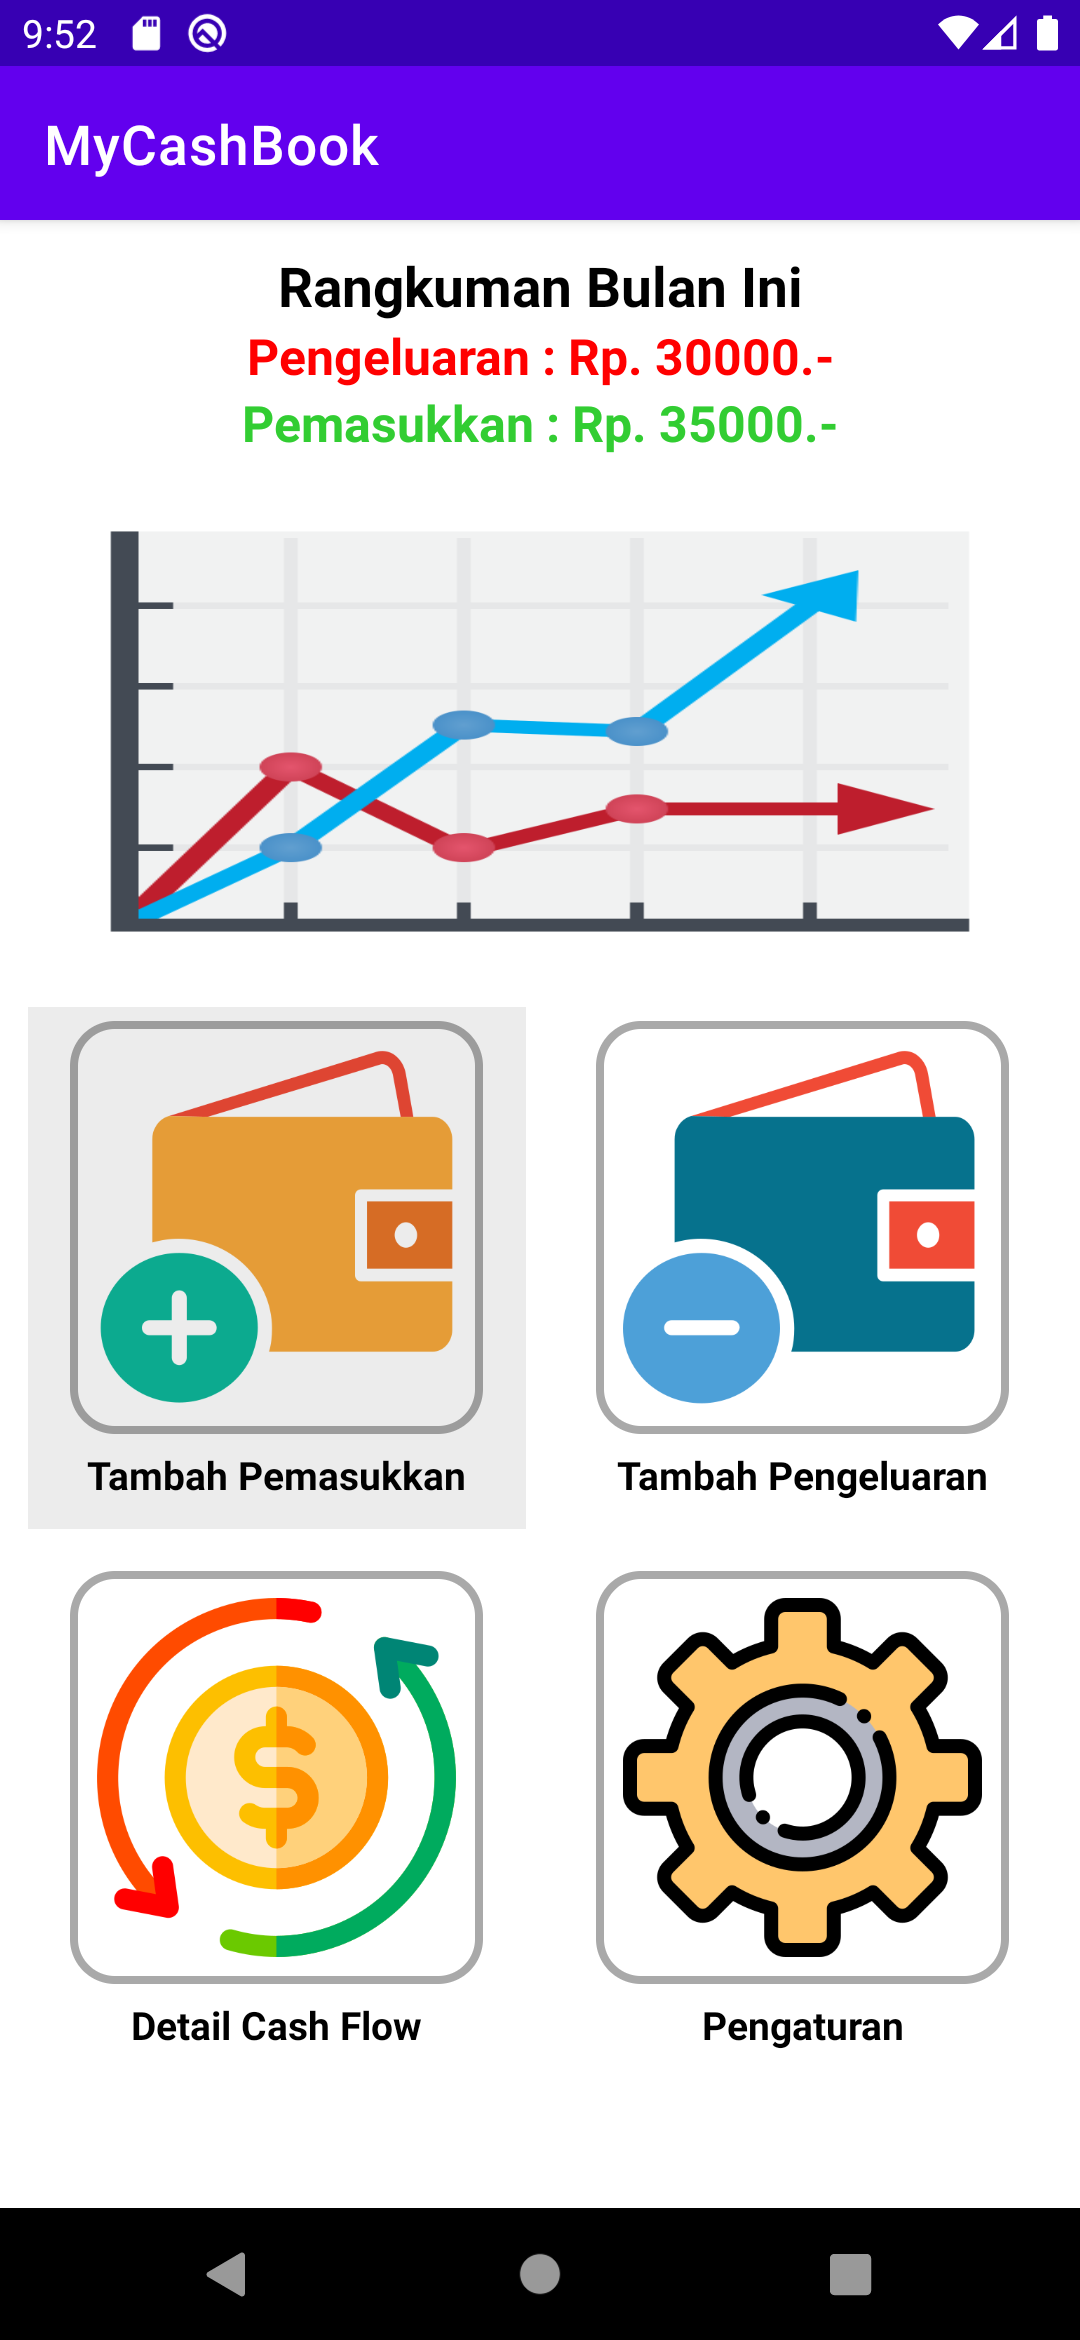 9:52
MyCashBook
Rangkuman Bulan Ini
Pengeluaran : Rp. 30000.-
Pemasukkan : Rp. 35000.-
Tambah Pemasukkan
Tambah Pengeluaran
Detail Cash Flow
Pengaturan